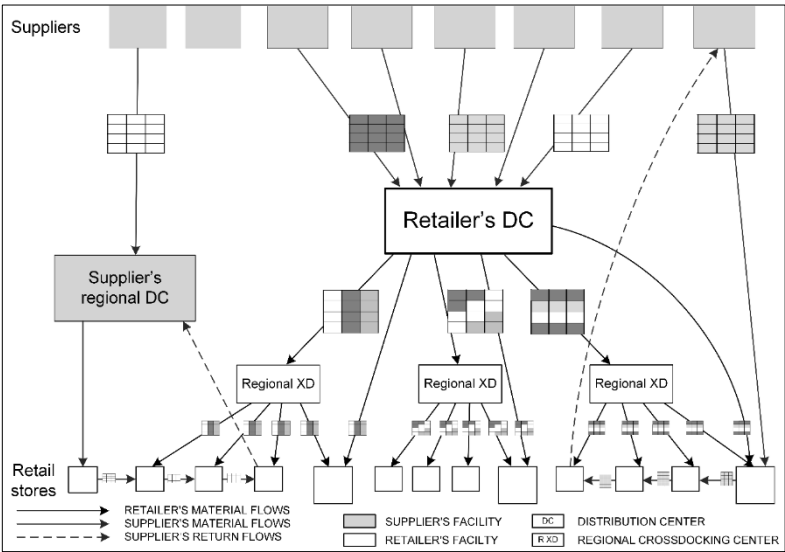 Suppliers
Retailer's DC
Supplier's
regional DC
Regional XD
Regional XD
Regional XD
Retail
stores
RETAILER'S MATERIAL FLOWS
SUPPLIER'S MATERIAL FLOWS
SUPPLIER'S RETURN FLOWS
SUPPLIER'S FACILITY
RETAILER'S FACILTY
DC DISTRIBUTION CENTER
R XD REGIONAL CROSSDOCKING CENTER